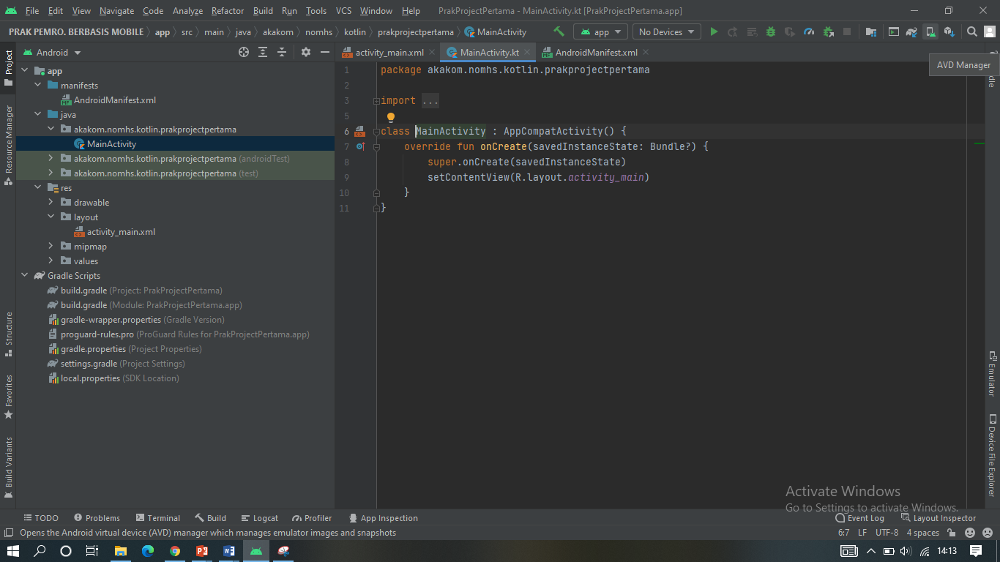 File Edit View Navigate Code Analyze Refactor Build Run Tools VCS Window Help PrakProjectPertama - MainActivity.kt [PrakProjectPertama.app]
PRAK PEMRO. BERBASIS MOBILE app src main java akakom nomhs kotlin prakprojectpertama MainActivity app No Devices
Project
Resource Manager
Structure
Favorites
Build Variants
Android
app
manifests
AndroidManifest.xml
java
akakom.nomhs.kotlin.prakprojectpertama
MainActivity
akakom.nomhs.kotlin.prakprojectpertama (androidTest)
akakom.nomhs.kotlin.prakprojectpertama (test)
res
drawable
layout
activity_main.xml
mipmap
values
Gradle Scripts
build.gradle (Project: PrakProjectPertama)
build.gradle (Module: PrakProjectPertama.app)
gradle-wrapper.properties (Gradle Version)
proguard-rules.pro (ProGuard Rules for PrakProjectPertama.app)
gradle.properties (Project Properties)
settings.gradle (Project Settings)
local.properties (SDK Location)
activity_main.xml MainActivity.kt AndroidManifest.xml
AVD Manager
1 package akakom.nomhs.kotlin.prakprojectpertama
2
3 import ...
5
6 class MainActivity : AppCompatActivity() {
7 override fun onCreate(savedInstanceState: Bundle?) {
8 super.onCreate(savedInstanceState)
9 setContentView(R.layout.activity_main)
10 }
11 }
Emulator
Device File Explorer
Activate Windows
Go to Settings to activate Windows.
TODO Problems Terminal Build Logcat Profiler App Inspection Event Log Layout Inspector
Opens the Android virtual device (AVD) manager which manages emulator images and snapshots 6:7 LF UTF-8 4 spaces
14:13